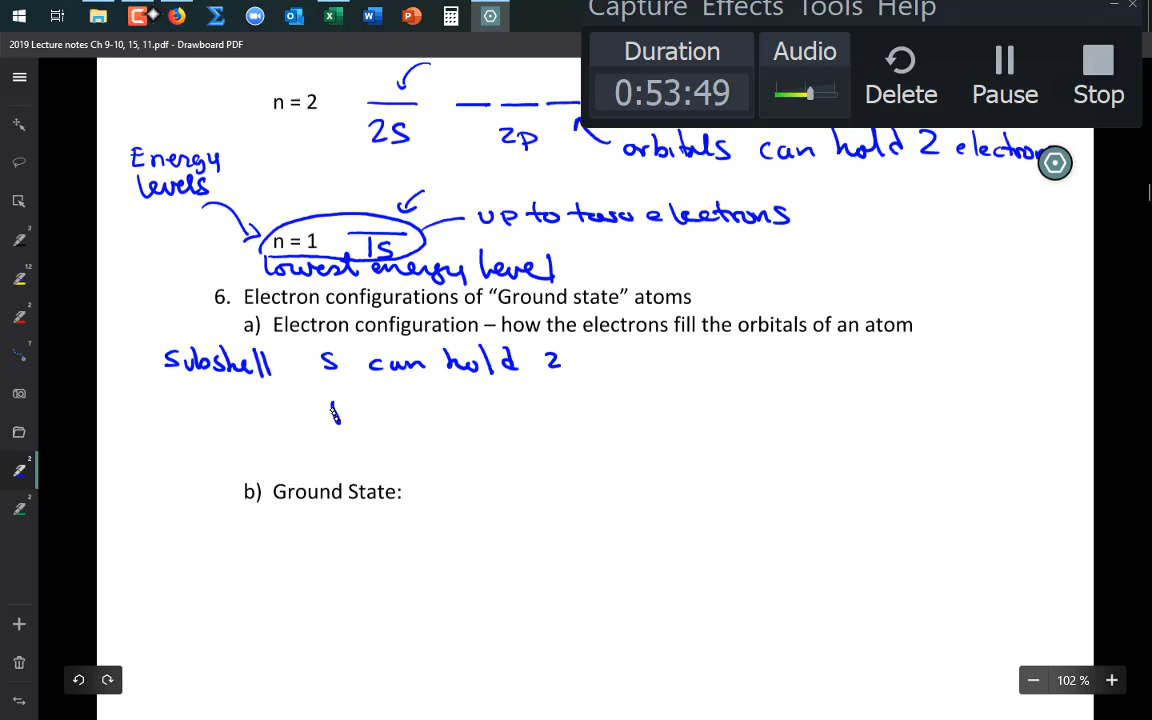 Capture Effects Tools Help
2019 Lecture notes Ch 9-10, 15, 11.pdf - Drawboard PDF
Duration
Audio
0:53:49
Delete
Pause
Stop
n = 2
2s
2p
orbitals can hold 2 electron
Energy
levels
up to two electrons
n = 1
1s
lowest energy level
6. Electron configurations of “Ground state” atoms
a) Electron configuration – how the electrons fill the orbitals of an atom
Subshell s can hold 2
b) Ground State:
102 %